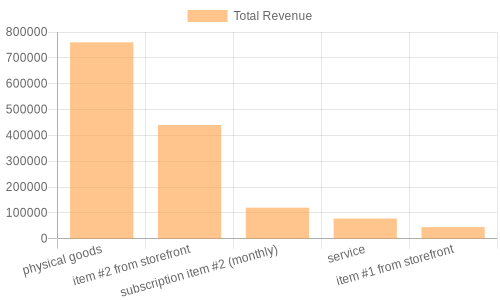 Total Revenue
800000
700000
600000
500000
400000
300000
200000
100000
0
physical goods
item #2 from storefront
subscription item #2 (monthly)
service
item #1 from storefront